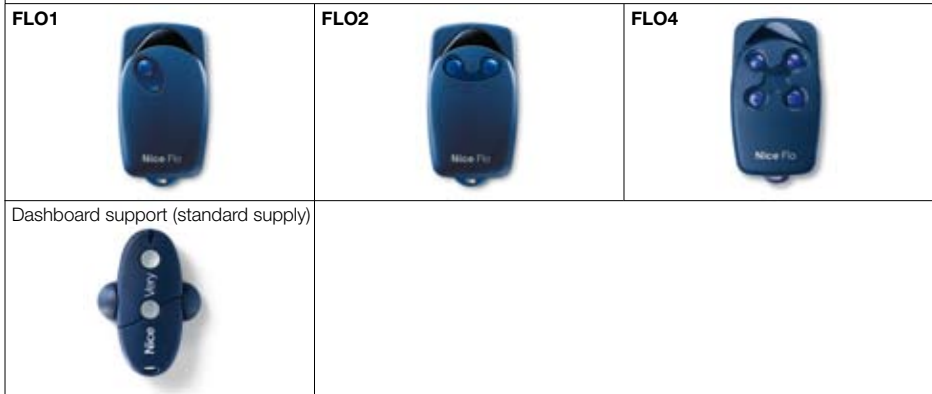 FLO1
FLO2
FLO4
Nice Flo
Nice Flo
Nice Flo
Dashboard support (standard supply)
Nice Very